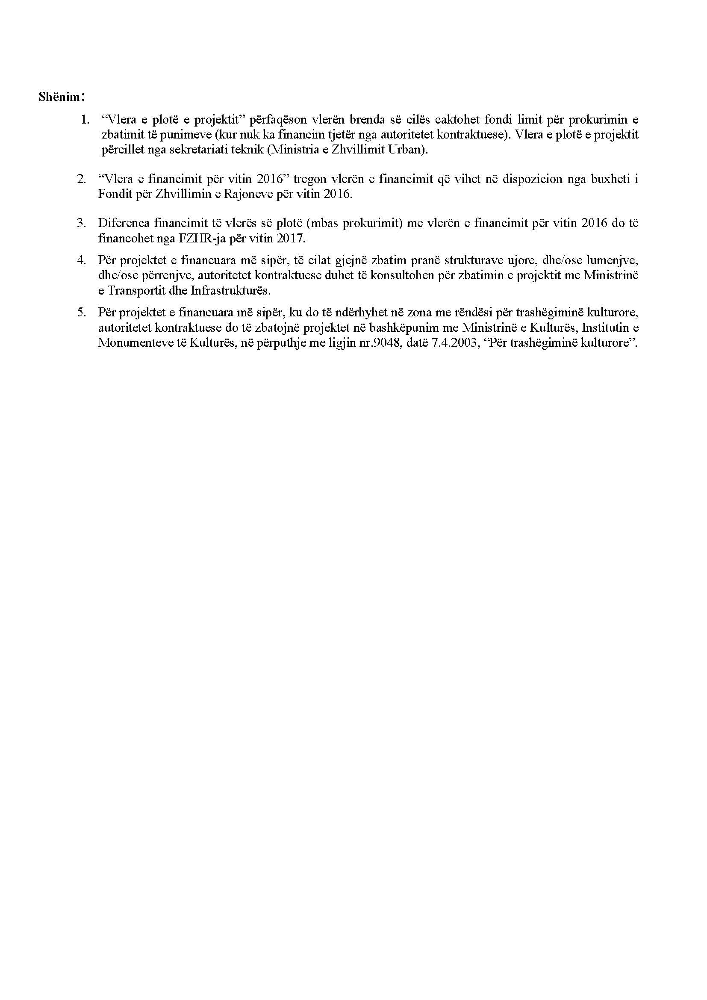 Shënim:
1. “Vlera e plotë e projektit” përfaqëson vlerën brenda së cilës caktohet fondi limit për prokurimin e
zbatimit të punimeve (kur nuk ka financim tjetër nga autoritetet kontraktuese). Vlera e plotë e projektit
përcillet nga sekretariati teknik (Ministria e Zhvillimit Urban).
2. “Vlera e financimit për vitin 2016” tregon vlerën e financimit që vihet në dispozicion nga buxheti i
Fondit për Zhvillimin e Rajoneve për vitin 2016.
3. Diferenca financimit të vlerës së plotë (mbas prokurimit) me vlerën e financimit për vitin 2016 do të
financohet nga FZHR-ja për vitin 2017.
4. Për projektet e financuara më sipër, të cilat gjejnë zbatim pranë strukturave ujore, dhe/ose lumenjve,
dhe/ose përrenjve, autoritetet kontraktuese duhet të konsultohen për zbatimin e projektit me Ministrinë
e Transportit dhe Infrastrukturës.
5. Për projektet e financuara më sipër, ku do të ndërhyhet në zona me rëndësi për trashëgiminë kulturore,
autoritetet kontraktuese do të zbatojnë projektet në bashkëpunim me Ministrinë e Kulturës, Institutin e
Monumenteve të Kulturës, në përputhje me ligjin nr.9048, datë 7.4.2003, “Për trashëgiminë kulturore”.